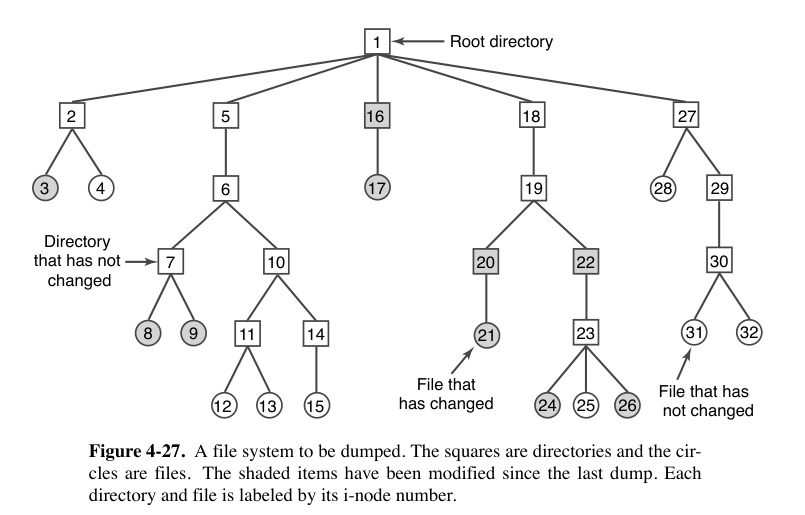 1
Root directory
2
5
16
18
27
3
4
6
17
19
28
29
Directory
that has not
changed
7
10
20
22
30
8
9
11
14
21
23
31
32
File that
has changed
12
13
15
24
25
26
File that has
not changed
Figure 4-27. A file system to be dumped. The squares are directories and the cir-
cles are files. The shaded items have been modified since the last dump. Each
directory and file is labeled by its i-node number.